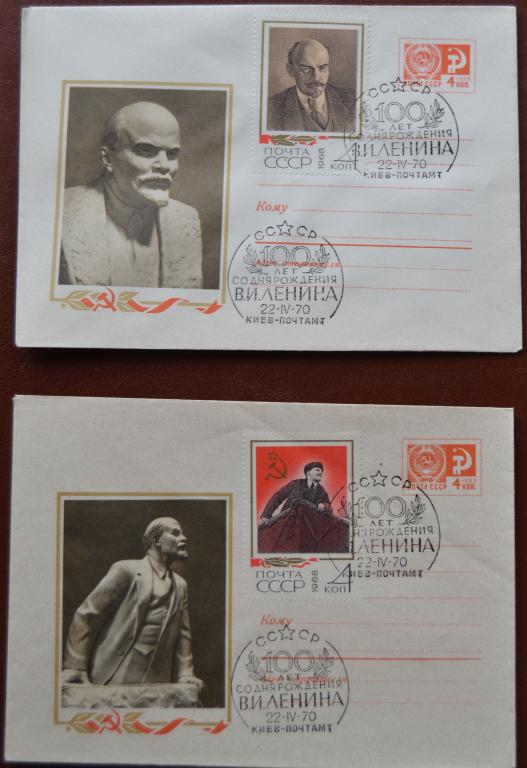 ПОЧТА
СССР
1968
4
КОП
ПОЧТА СССР
4
КОП.
СССР
100
ЛЕТ
СО ДНЯ РОЖДЕНИЯ
В.И.ЛЕНИНА
22-IV-70
КИЕВ-ПОЧТАМТ
Кому
СССР
100
ЛЕТ
СО ДНЯ РОЖДЕНИЯ
В.И.ЛЕНИНА
22-IV-70
КИЕВ-ПОЧТАМТ
ПОЧТА
СССР
1968
4
КОП
ПОЧТА СССР
4
КОП.
СССР
100
ЛЕТ
СО ДНЯ РОЖДЕНИЯ
ЛЕНИНА
22-IV-70
КИЕВ-ПОЧТАМТ
Кому
СССР
100
ЛЕТ
СО ДНЯ РОЖДЕНИЯ
В.И.ЛЕНИНА
22-IV-70
КИЕВ-ПОЧТАМТ